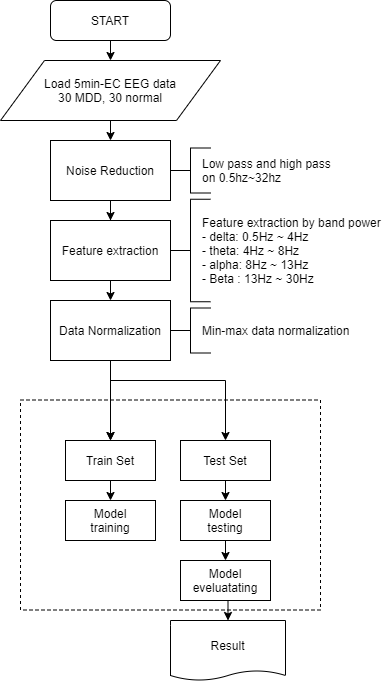 START
Load 5min-EC EEG data
30 MDD, 30 normal
Noise Reduction
Low pass and high pass
on 0.5hz~32hz
Feature extraction
Feature extraction by band power
- delta: 0.5Hz ~ 4Hz
- theta: 4Hz ~ 8Hz
- alpha: 8Hz ~ 13Hz
- Beta : 13Hz ~ 30Hz
Data Normalization
Min-max data normalization
Train Set
Test Set
Model
training
Model
testing
Model
eveluatating
Result